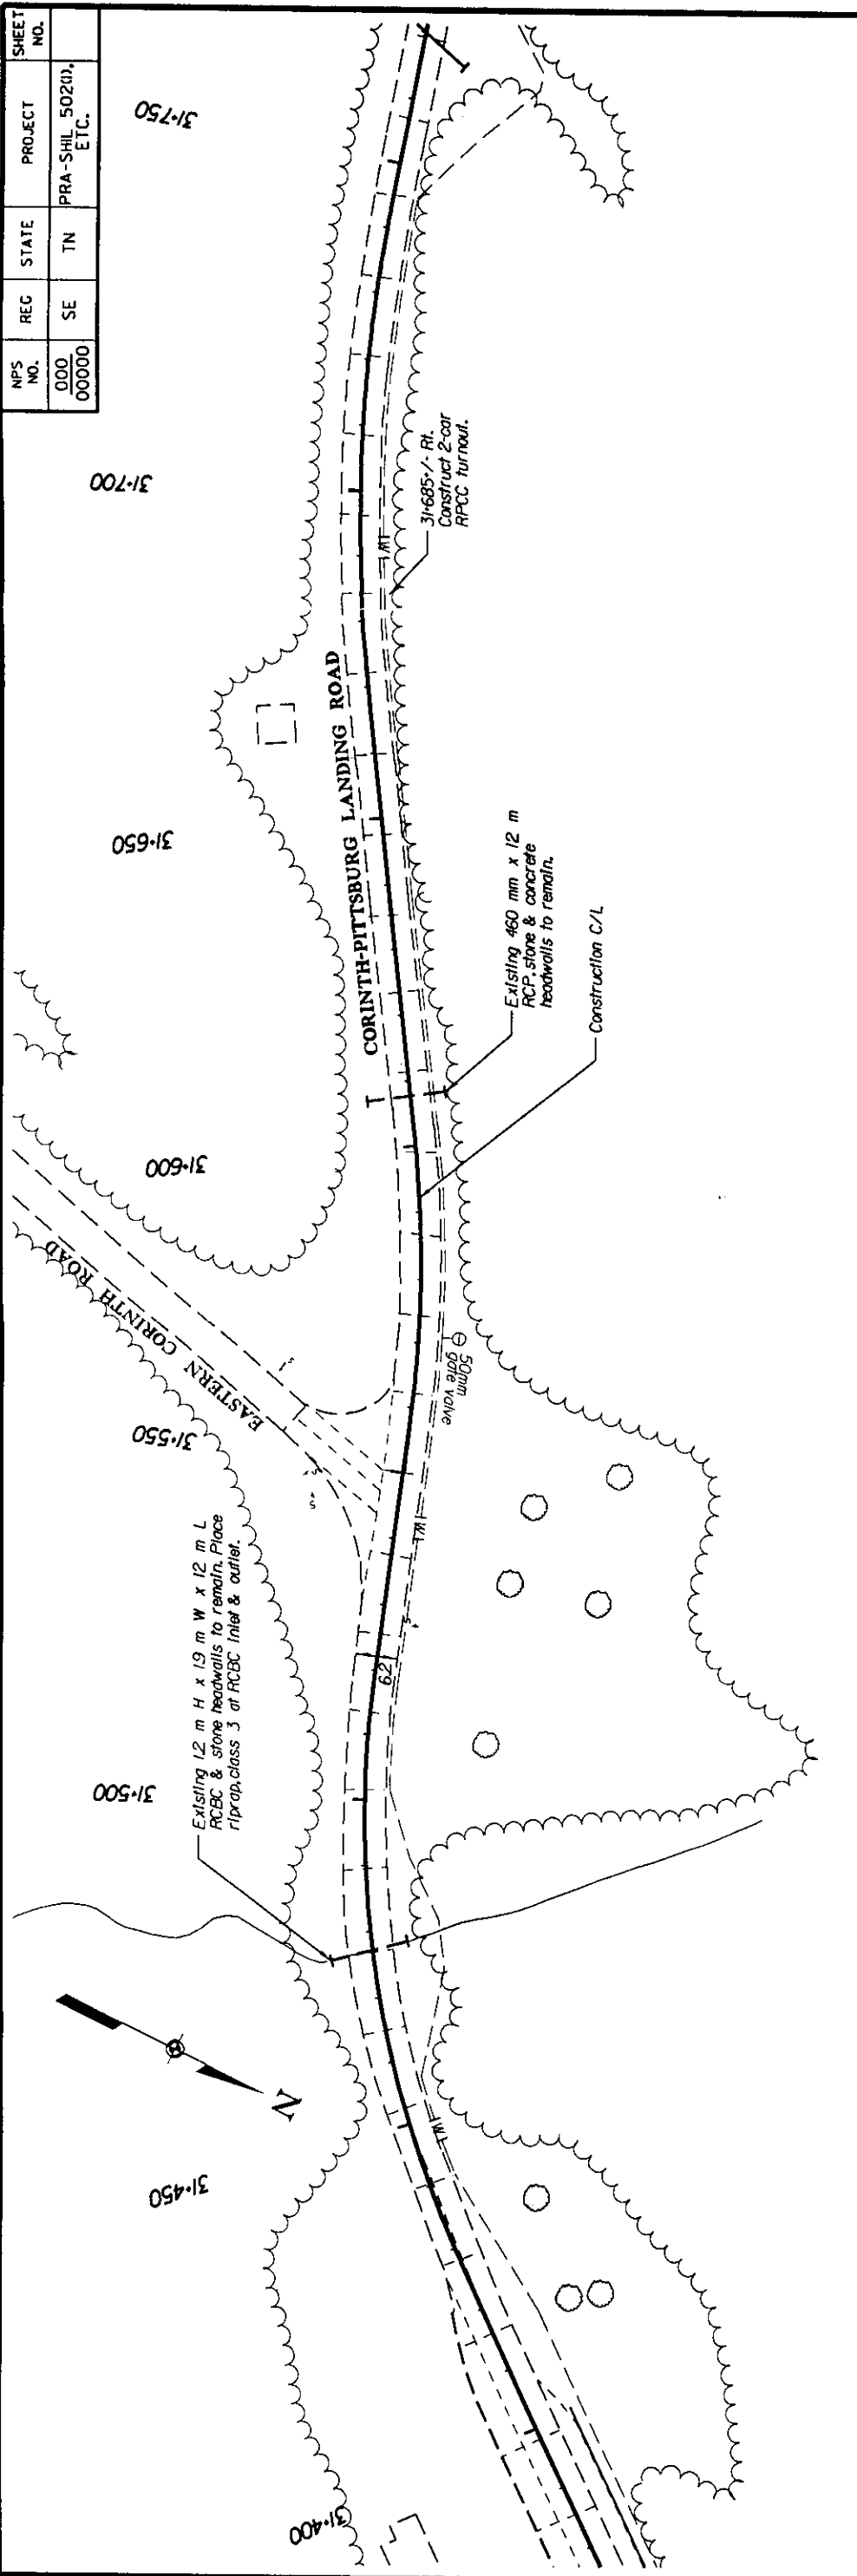 NPS NO.
REG
STATE
PROJECT
SHEET NO.
000
00000
SE
TN
PRA-SHIL 502(1),
ETC.
31+400
31+450
31+500
31+550
31+600
31+650
31+700
31+750
N
Existing 1.2 m H x 1.9 m W x 12 m L
RCBC & stone headwalls to remain. Place
riprap, class 3 at RCBC inlet & outlet.
EASTERN CORINTH ROAD
CORINTH-PITTSBURG LANDING ROAD
W
62
W
50mm
gate valve
Existing 460 mm x 12 m
RCP, stone & concrete
headwalls to remain.
Construction C/L
W
31+685+/- Rt.
Construct 2-car
RPCC turnout.